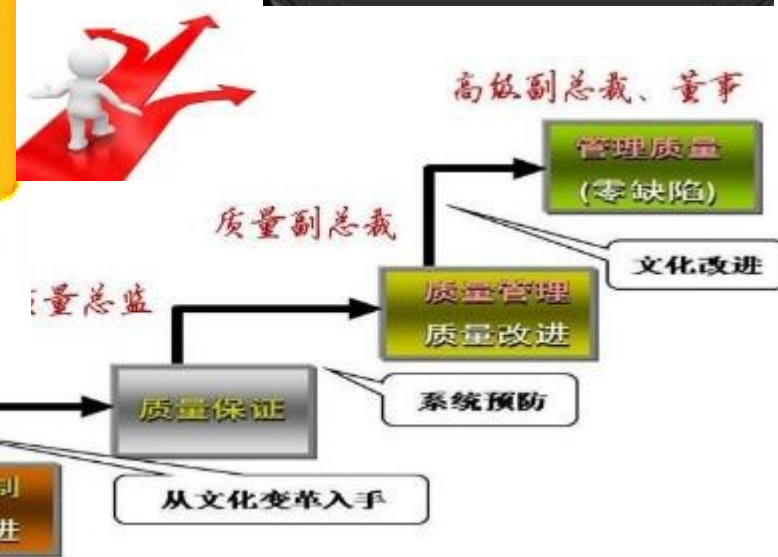 高级副总裁、董事
管理质量
(零缺陷)
质量副总裁
文化改进
质量管理
质量改进
量总监
系统预防
质量保证
从文化变革入手
制
进